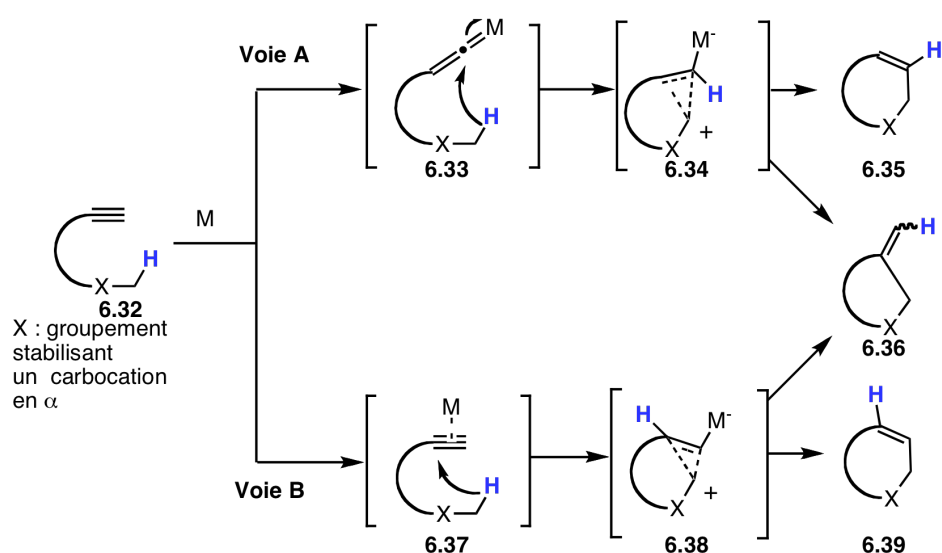 Voie A
M
H
X
6.33
M-
H
+
X
6.34
H
X
6.35
M
H
X
6.32
X : groupement
stabilisant
un carbocation
en α
H
X
6.36
Voie B
M
H
X
6.37
H
M-
+
X
6.38
H
X
6.39